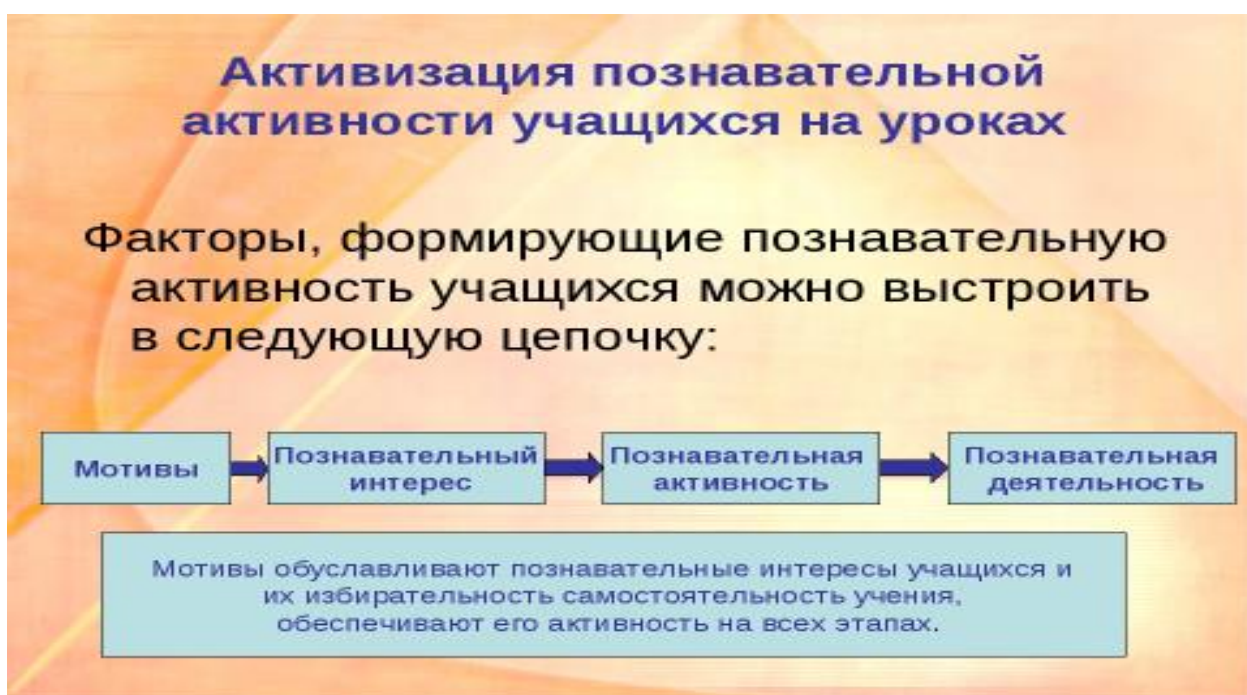 Активизация познавательной
активности учащихся на уроках
Факторы, формирующие познавательную
активность учащихся можно выстроить
в следующую цепочку:
Мотивы
Познавательный
интерес
Познавательная
активность
Познавательная
деятельность
Мотивы обуславливают познавательные интересы учащихся и
их избирательность самостоятельность учения,
обеспечивают его активность на всех этапах.